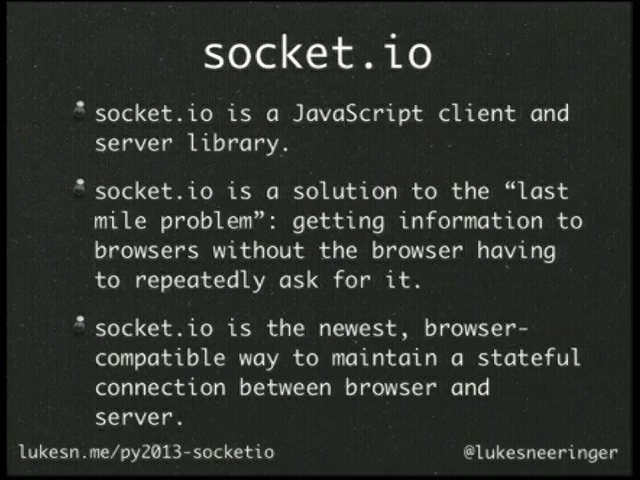 socket.io
socket.io is a JavaScript client and
server library.
socket.io is a solution to the “last
mile problem”: getting information to
browsers without the browser having
to repeatedly ask for it.
socket.io is the newest, browser-
compatible way to maintain a stateful
connection between browser and
server.
lukesn.me/py2013-socketio
@lukesneeringer